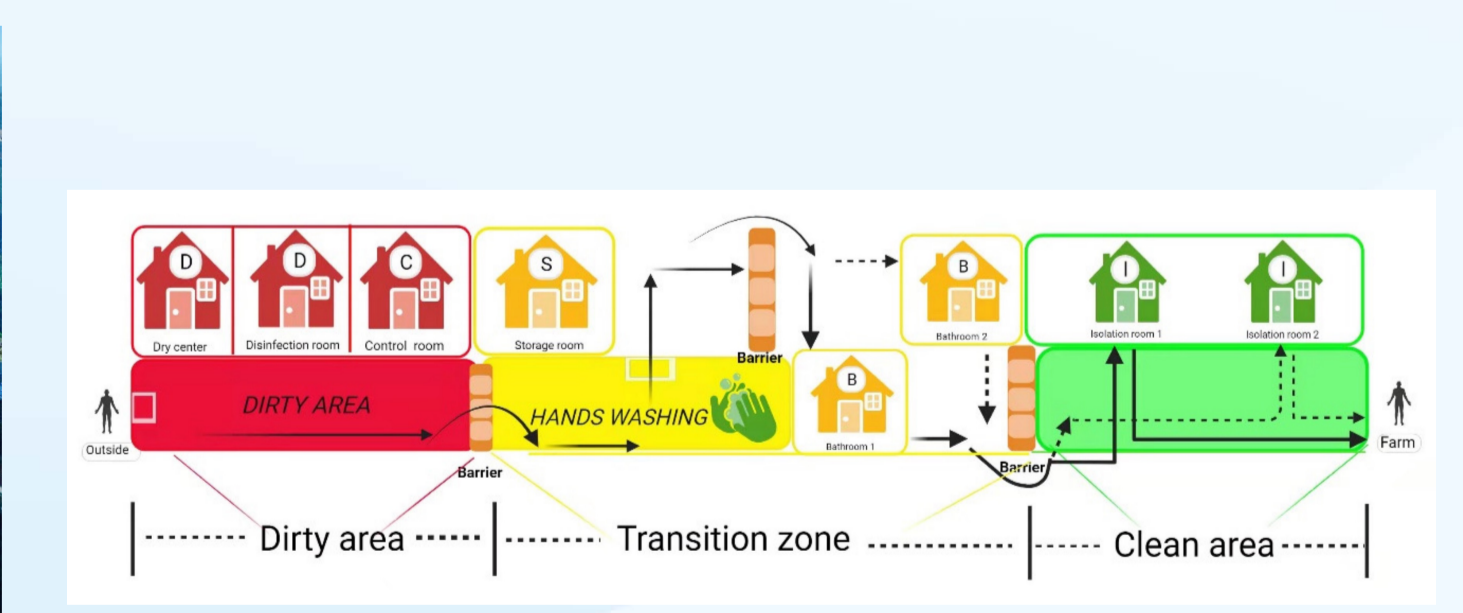 D
D
C
S
B
I
I
Dry center
Disinfection room
Control room
Storage room
Bathroom 2
Isolation room 1
Isolation room 2
Barrier
B
DIRTY AREA
HANDS WASHING
Bathroom 1
Outside
Farm
Barrier
Barrier
Dirty area
Transition zone
Clean area